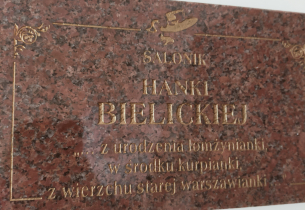 SALONIK
HANKI
BIELICKIEJ
„... z urodzenia łomżynianki,
w środku kurpianki,
z wierzchu starej warszawianki...